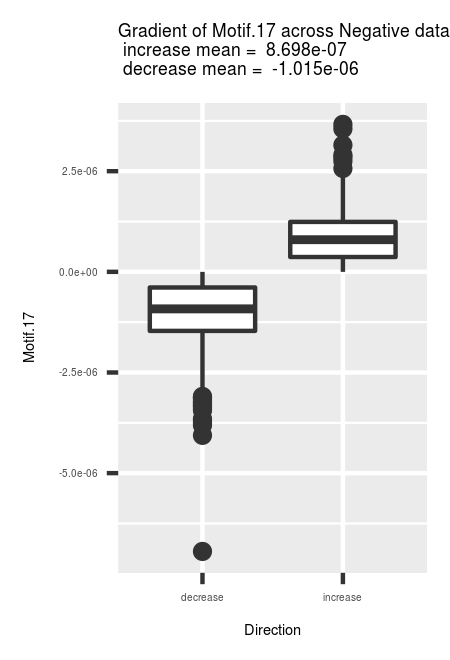 Gradient of Motif.17 across Negative data
increase mean =  8.698e-07
decrease mean =  -1.015e-06
2.5e-06
0.0e+00
-2.5e-06
-5.0e-06
Motif.17
decrease
increase
Direction